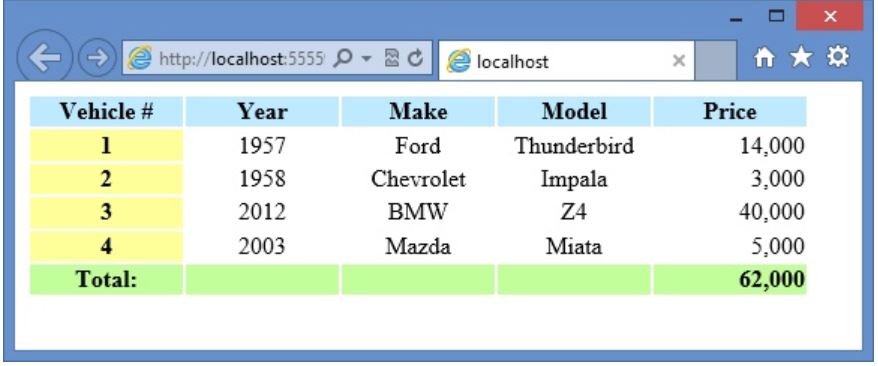 http://localhost:5555 localhost
Vehicle # Year Make Model Price
1 1957 Ford Thunderbird 14,000
2 1958 Chevrolet Impala 3,000
3 2012 BMW Z4 40,000
4 2003 Mazda Miata 5,000
Total: 62,000